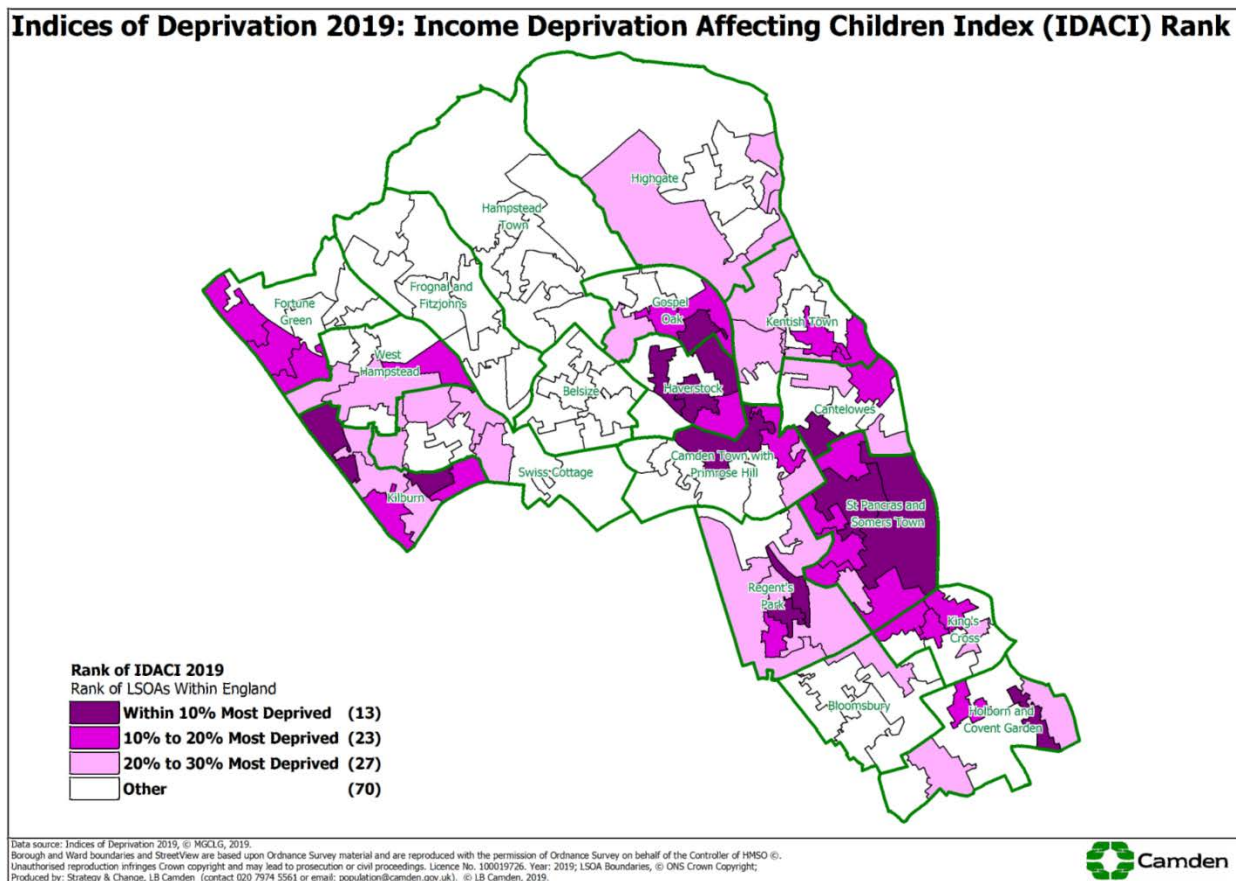 Indices of Deprivation 2019: Income Deprivation Affecting Children Index (IDACI) Rank
Highgate
Hampstead
Town
Frognal and
Fitzjohns
Fortune
Green
Gospel
Oak
Kentish Town
West
Hampstead
Belsize
Haverstock
Cantelowes
Swiss Cottage
Camden Town with
Primrose Hill
Kilburn
St Pancras and
Somers Town
Regent's
Park
King's
Cross
Bloomsbury
Holborn and
Covent Garden
Rank of IDACI 2019
Rank of LSOAs Within England
Within 10% Most Deprived (13)
10% to 20% Most Deprived (23)
20% to 30% Most Deprived (27)
Other (70)
Data source: Indices of Deprivation 2019, © MGCLG, 2019.
Borough and Ward boundaries and StreetView are based upon Ordnance Survey material and are reproduced with the permission of Ordnance Survey on behalf of the Controller of HMSO ©.
Unauthorised reproduction infringes Crown copyright and may lead to prosecution or civil proceedings. Licence No. 100019726. Year: 2019; LSOA Boundaries, © ONS Crown Copyright;
Produced by: Strategy & Change, LB Camden (contact 020 7974 5561 or email: population@camden.gov.uk). © LB Camden, 2019.
Camden